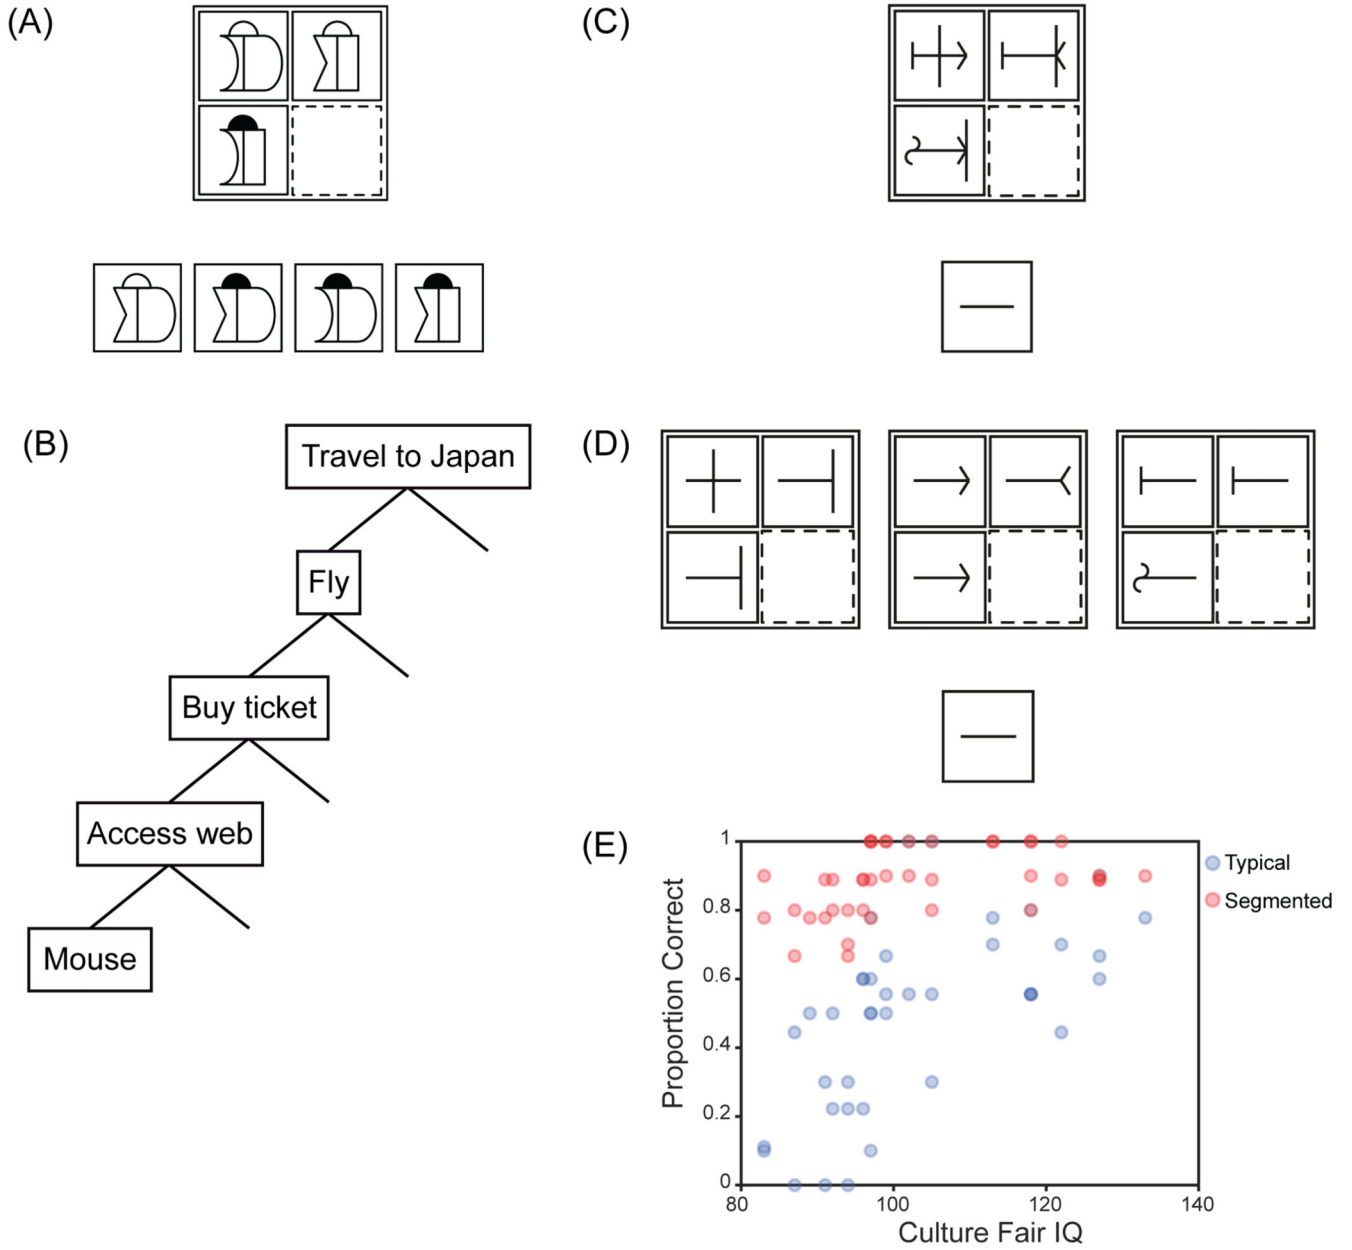 (A)
(B)
Travel to Japan
Fly
Buy ticket
Access web
Mouse
(C)
(D)
(E)
1
0.8
0.6
0.4
0.2
0
80
100
120
140
Proportion Correct
Culture Fair IQ
Typical
Segmented